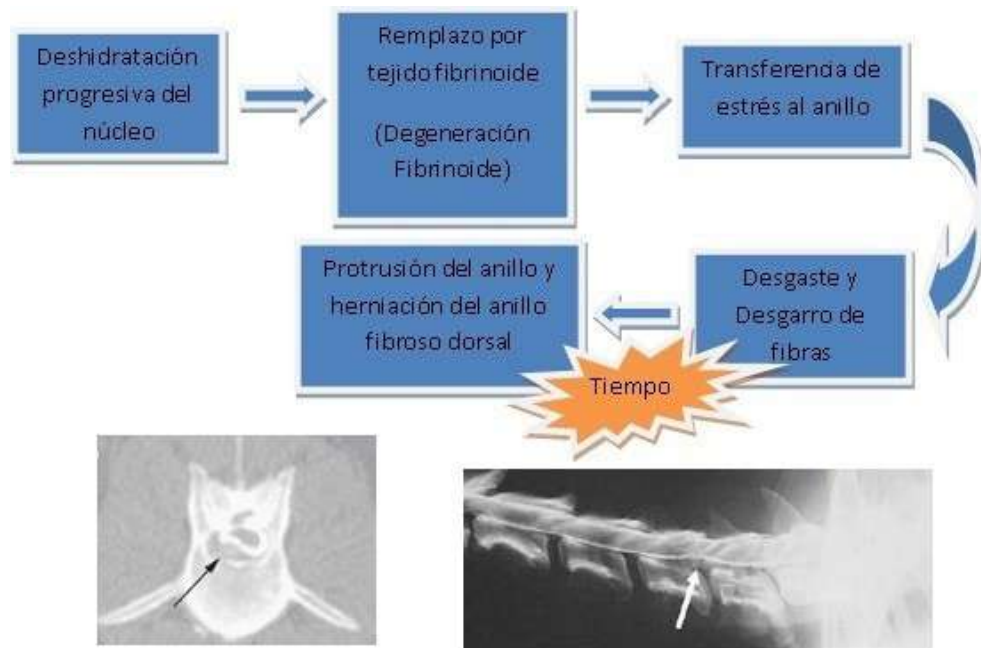 Deshidratación
progresiva del
núcleo
Remplazo por
tejido fibrinoide
(Degeneración
Fibrinoide)
Transferencia de
estrés al anillo
Desgaste y
Desgarro de
fibras
Tiempo
Protrusión del anillo y
herniación del anillo
fibroso dorsal